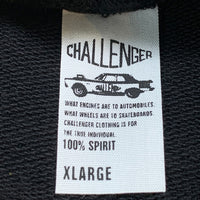 CHALLENGER
WHAT ENGINES ARE TO AUTOMOBILES.
WHAT WHEELS ARE TO SKATEBOARDS.
CHALLENGER CLOTHING IS FOR
THE TRUE INDIVIDUAL.
100% SPIRIT
XLARGE